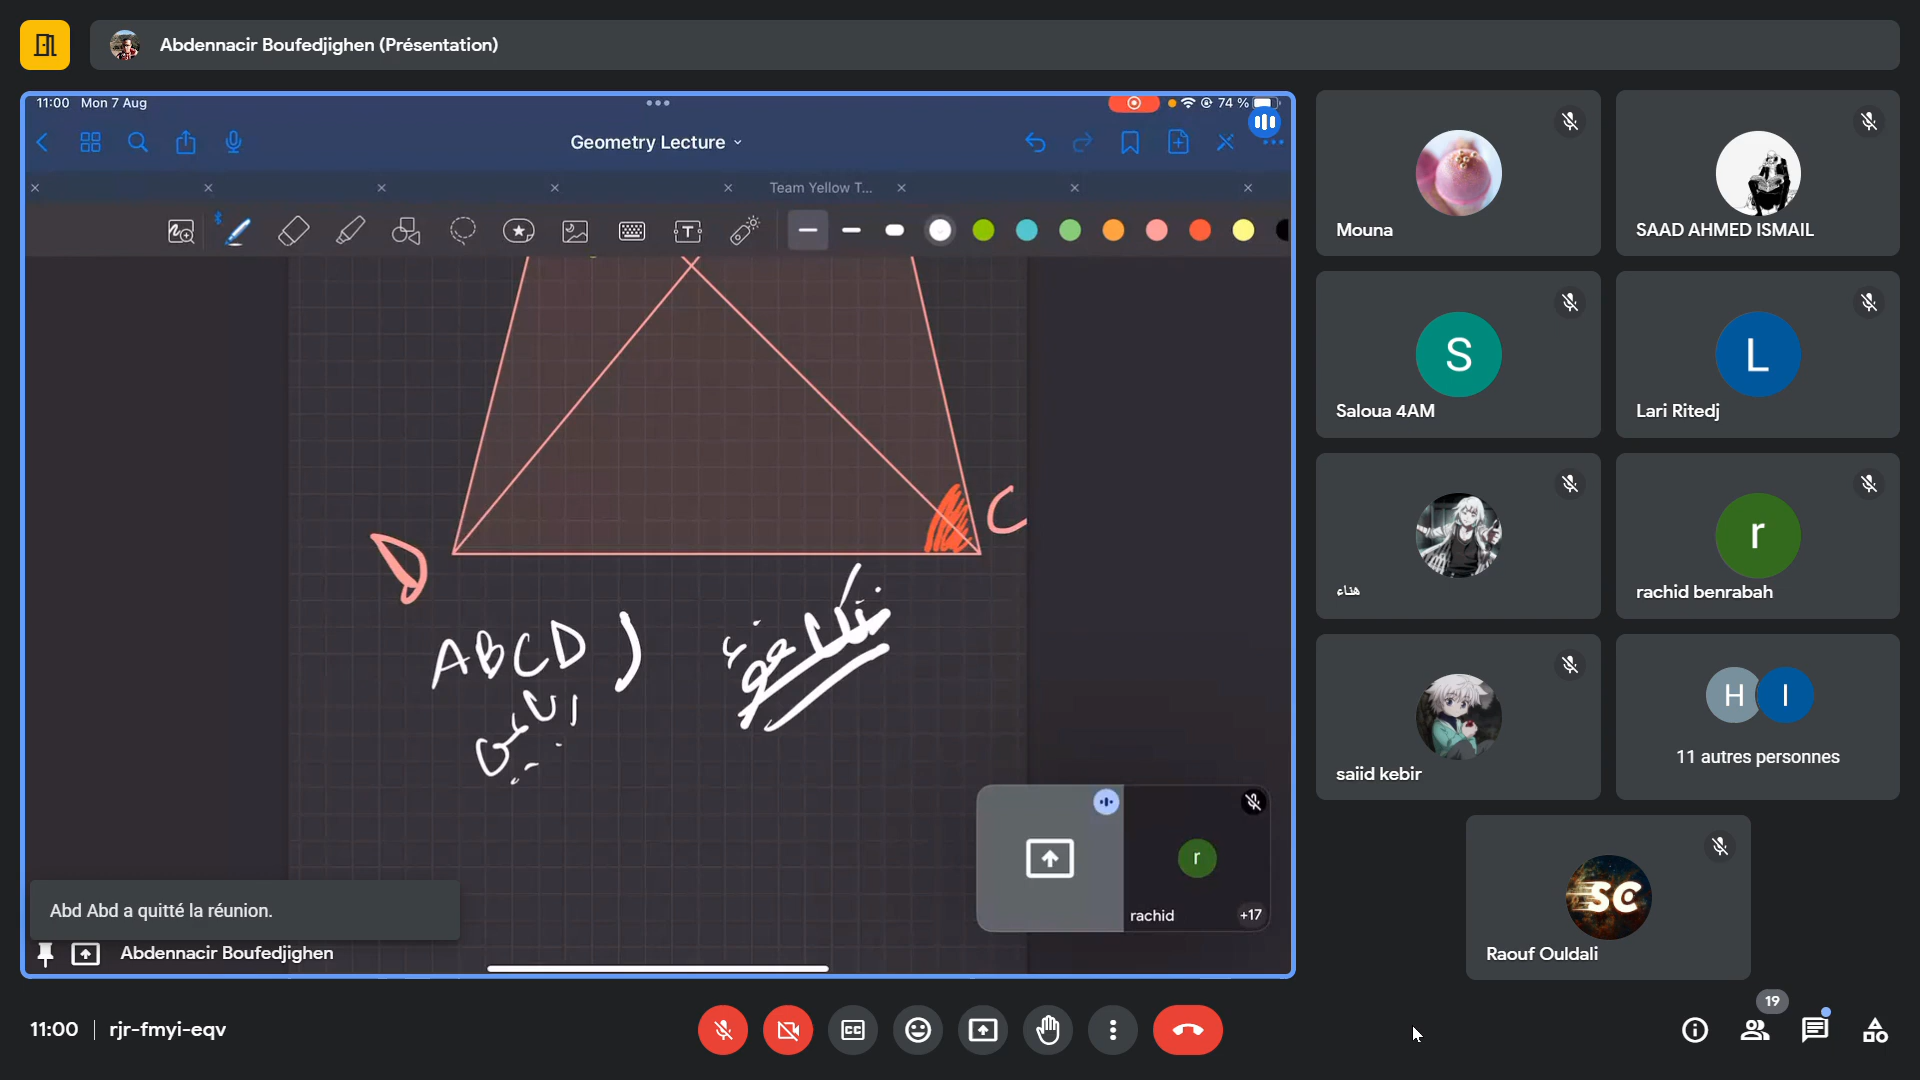 Abdennacir Boufedjighen (Présentation)
11:00 Mon 7 Aug
74 %
Geometry Lecture
Team Yellow T...
C
D
ABCD
Mouna
SAAD AHMED ISMAIL
S
Saloua 4AM
L
Lari Ritedj
هناء
r
rachid benrabah
saiid kebir
H I
11 autres personnes
SC
Raouf Ouldali
r
rachid +17
Abd Abd a quitté la réunion.
Abdennacir Boufedjighen
11:00 | rjr-fmyi-eqv
CC
19